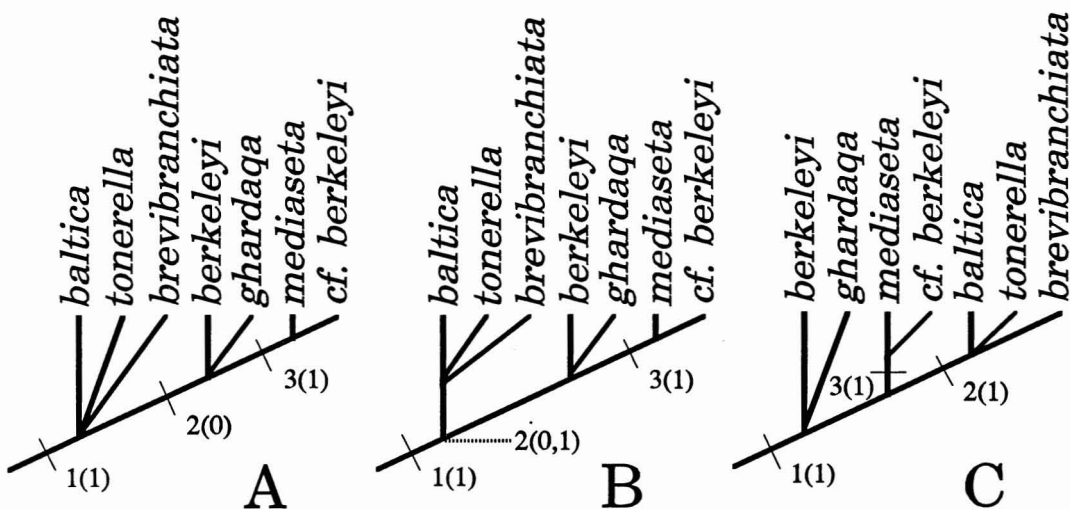 baltica
tonerella
brevibranchiata
berkeleyi
ghardaqa
mediaseta
cf. berkeleyi
1(1)
2(0)
3(1)
A
baltica
tonerella
brevibranchiata
berkeleyi
ghardaqa
mediaseta
cf. berkeleyi
1(1)
2(0,1)
3(1)
B
berkeleyi
ghardaqa
mediaseta
cf. berkeleyi
baltica
tonerella
brevibranchiata
1(1)
3(1)
2(1)
C